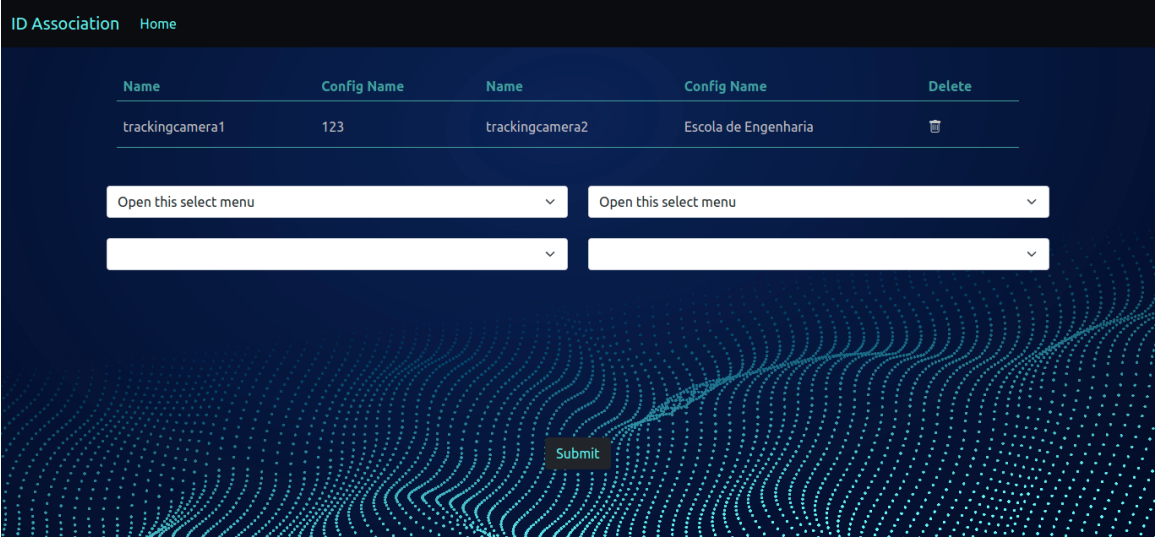 ID Association Home
Name Config Name Name Config Name Delete
trackingcamera1 123 trackingcamera2 Escola de Engenharia
Open this select menu Open this select menu
Submit